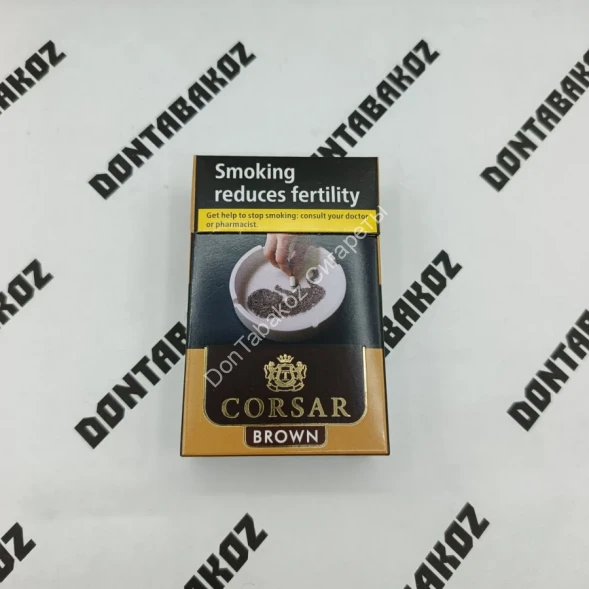 DONTABAKOZ
DONTABAKOZ
DONTABAKOZ
Smoking
reduces fertility
Get help to stop smoking: consult your doctor
or pharmacist
DonTabakoz Сигареты
CORSAR
BROWN
DONTABAKOZ
DONTABAKOZ
DONTABAKOZ
DONTABAKOZ
DONTABAKOZ